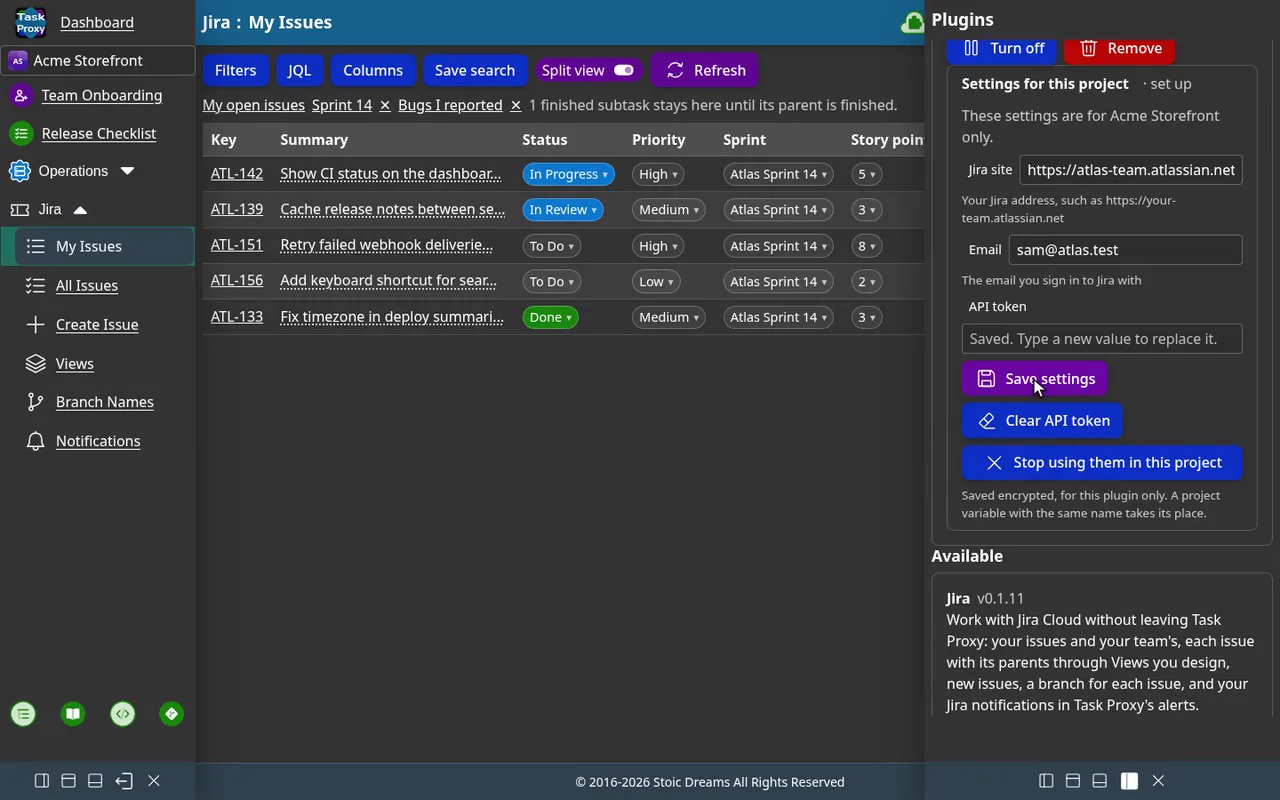 Task
Proxy
Dashboard
AS Acme Storefront
Team Onboarding
Release Checklist
Operations
Jira
My Issues
All Issues
Create Issue
Views
Branch Names
Notifications
Jira : My Issues
Filters JQL Columns Save search Split view Refresh
My open issues Sprint 14 × Bugs I reported × 1 finished subtask stays here until its parent is finished.
Key Summary Status Priority Sprint Story poin
ATL-142 Show CI status on the dashboar... In Progress High Atlas Sprint 14 5
ATL-139 Cache release notes between se... In Review Medium Atlas Sprint 14 3
ATL-151 Retry failed webhook deliverie... To Do High Atlas Sprint 14 8
ATL-156 Add keyboard shortcut for sear... To Do Low Atlas Sprint 14 2
ATL-133 Fix timezone in deploy summari... Done Medium Atlas Sprint 14 3
© 2016-2026 Stoic Dreams All Rights Reserved
Plugins
Turn off Remove
Settings for this project · set up
These settings are for Acme Storefront
only.
Jira site https://atlas-team.atlassian.net
Your Jira address, such as https://your-
team.atlassian.net
Email sam@atlas.test
The email you sign in to Jira with
API token
Saved. Type a new value to replace it.
Save settings
Clear API token
Stop using them in this project
Saved encrypted, for this plugin only. A project
variable with the same name takes its place.
Available
Jira v0.1.11
Work with Jira Cloud without leaving Task
Proxy: your issues and your team's, each issue
with its parents through Views you design,
new issues, a branch for each issue, and your
Jira notifications in Task Proxy's alerts.